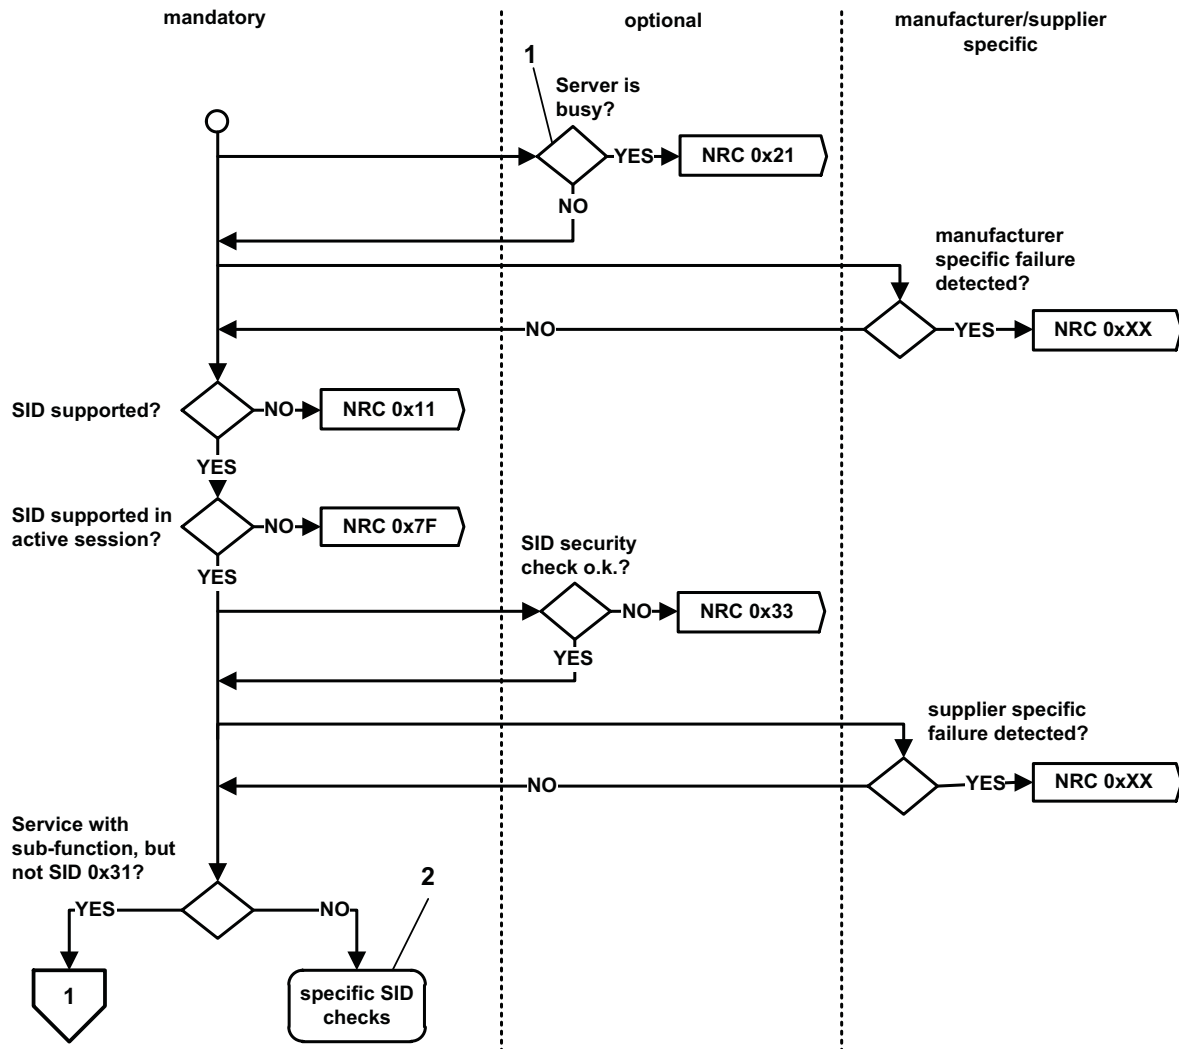 mandatory
optional
manufacturer/supplier
specific
1
Server is
busy?
YES
NRC 0x21
NO
manufacturer
specific failure
detected?
NO
YES
NRC 0xXX
SID supported?
NO
NRC 0x11
YES
SID supported in
active session?
NO
NRC 0x7F
YES
SID security
check o.k.?
NO
NRC 0x33
YES
supplier specific
failure detected?
NO
YES
NRC 0xXX
Service with
sub-function, but
not SID 0x31?
YES
NO
2
1
specific SID
checks